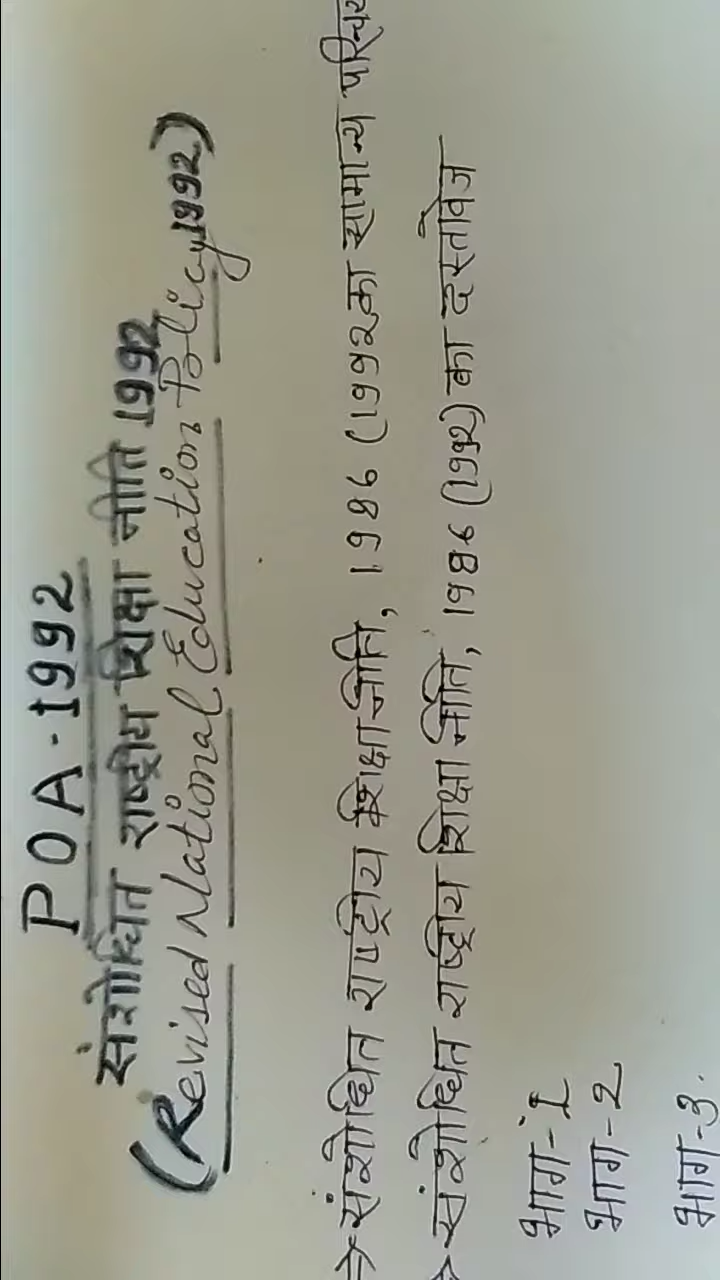 POA-1992
संशोधित राष्ट्रीय शिक्षा नीति 1992
(Revised National Education Policy, 1992)
→ संशोधित राष्ट्रीय शिक्षा नीति, 1986 (1992 का सामान्य
→ संशोधित राष्ट्रीय शिक्षा नीति, 1986 (1992) का दस्तावेज
भाग-1
भाग-2
भाग-3.